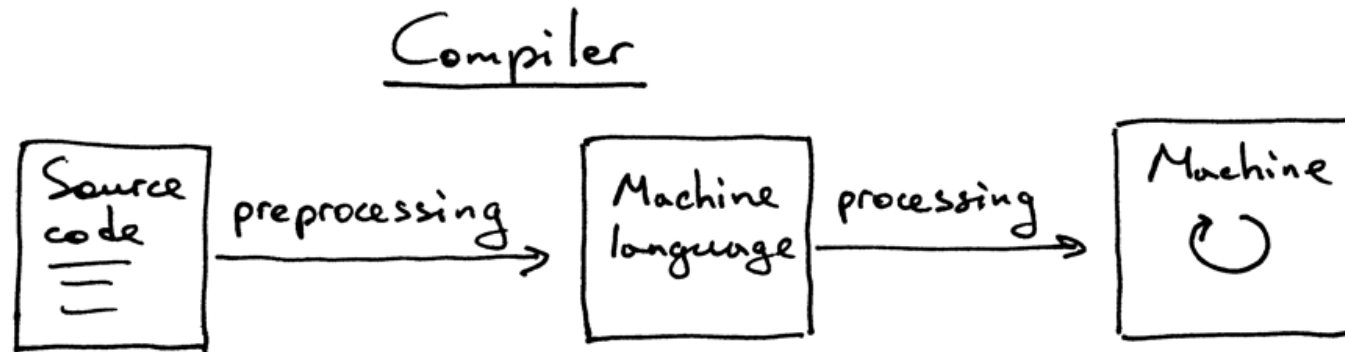 Compiler
Source
code
preprocessing
Machine
language
processing
Machine